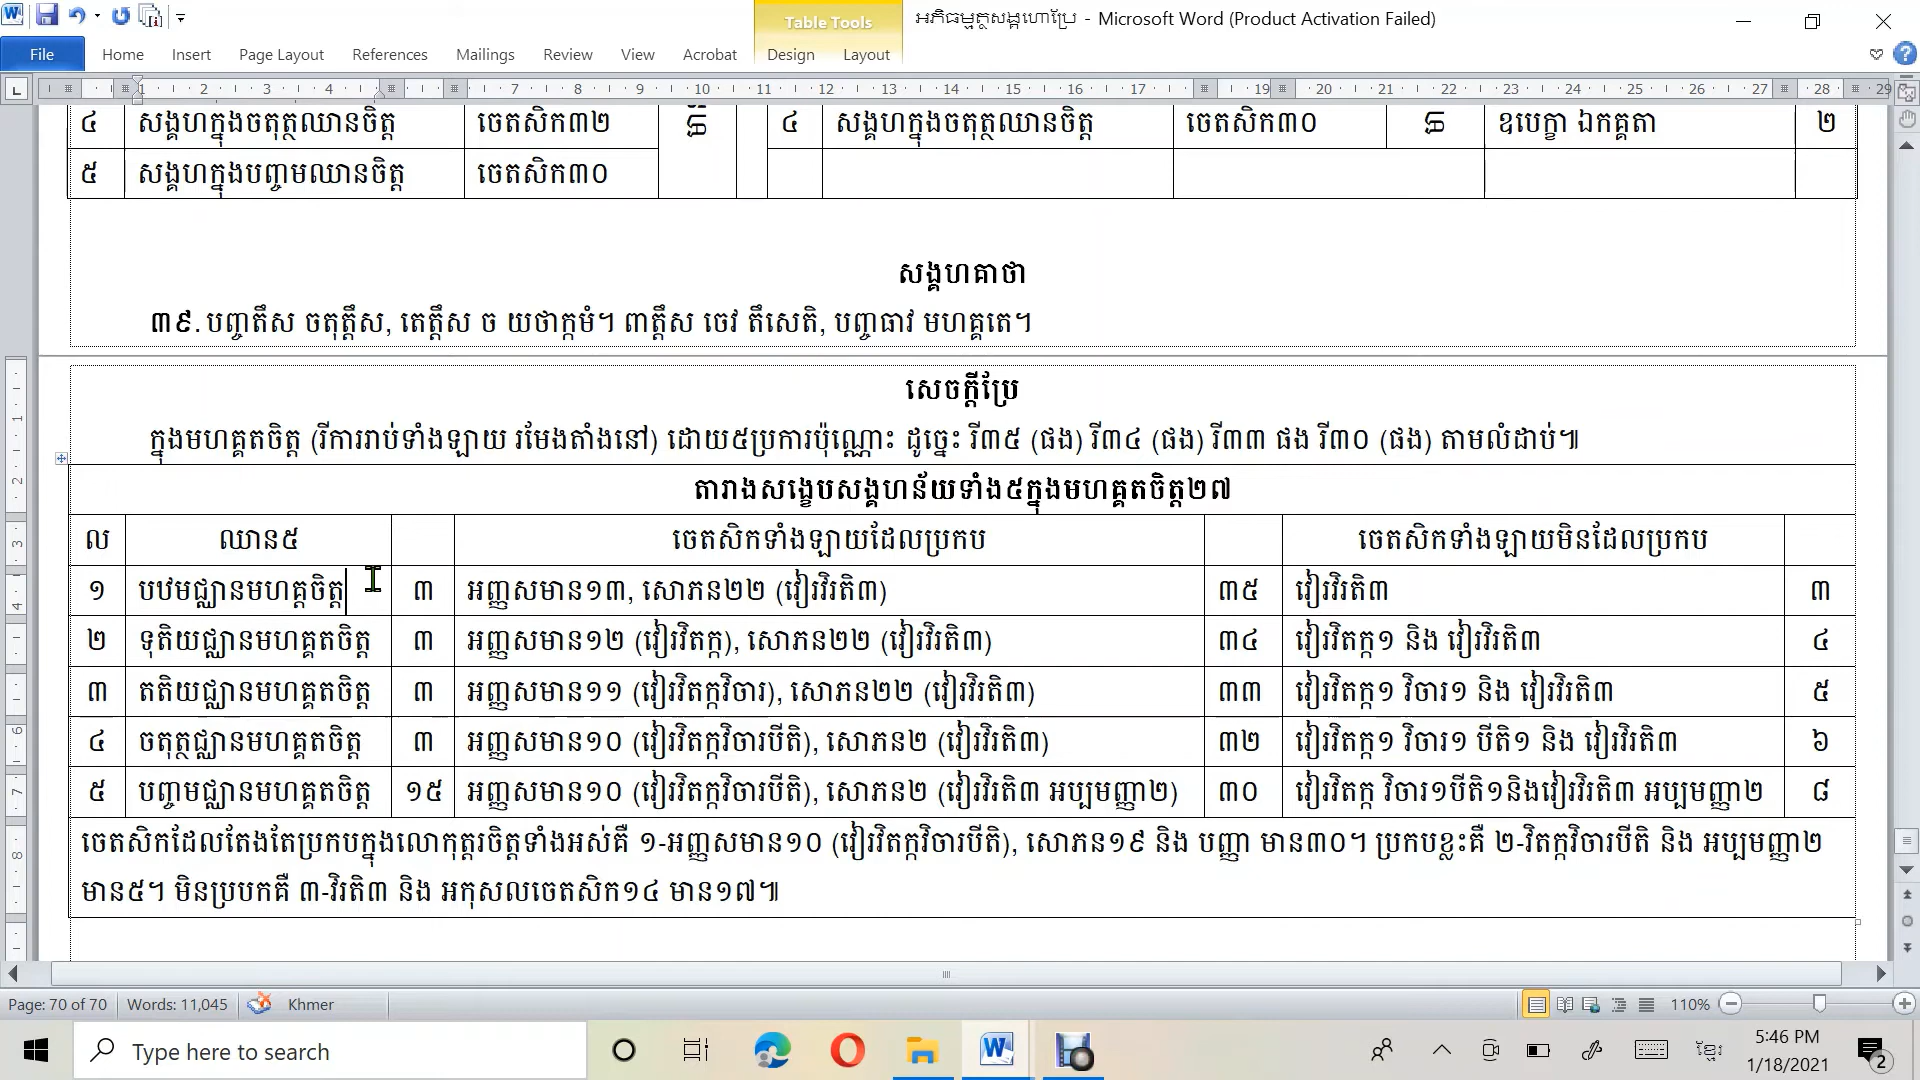 អភិធម្មត្ថសង្គហោប្រែ - Microsoft Word (Product Activation Failed)
Table Tools
File Home Insert Page Layout References Mailings Review View Acrobat Design Layout
៤ សង្គហក្នុងចតុត្ថឈានចិត្ត ចេតសិក៣២ ៤ សង្គហក្នុងចតុត្ថឈានចិត្ត ចេតសិក៣០ ឧបេក្ខា ឯកគ្គតា ២
៥ សង្គហក្នុងបញ្ចមឈានចិត្ត ចេតសិក៣០
សង្គហគាថា
៣៩. បញ្ចតឹស ចតុត្តឹស, តេត្តឹស ច យថាក្កមំ។ ពាត្តឹស ចេវ តឹសេតិ, បញ្ចធាវ មហគ្គតេ។
សេចក្តីប្រែ
ក្នុងមហគ្គតចិត្ត (រីការរាប់ទាំងឡាយ រមែងតាំងនៅ) ដោយ៥ប្រការប៉ុណ្ណោះ ដូច្នេះ រី៣៥ (ផង) រី៣៤ (ផង) រី៣៣ ផង រី៣០ (ផង) តាមលំដាប់៕
តារាងសង្ខេបសង្គហន័យទាំង៥ក្នុងមហគ្គតចិត្ត២៧
ល ឈាន៥ ចេតសិកទាំងឡាយដែលប្រកប ចេតសិកទាំងឡាយមិនដែលប្រកប
១ បឋមជ្ឈានមហគ្តចិត្ត ៣ អញ្ញសមាន១៣, សោភន២២ (វៀរវិរតិ៣) ៣៥ វៀរវិរតិ៣ ៣
២ ទុតិយជ្ឈានមហគ្គតចិត្ត ៣ អញ្ញសមាន១២ (វៀរវិតក្ក), សោភន២២ (វៀរវិរតិ៣) ៣៤ វៀរវិតក្ក១ និង វៀរវិរតិ៣ ៤
៣ តតិយជ្ឈានមហគ្គតចិត្ត ៣ អញ្ញសមាន១១ (វៀរវិតក្កវិចារ), សោភន២២ (វៀរវិរតិ៣) ៣៣ វៀរវិតក្ក១ វិចារ១ និង វៀរវិរតិ៣ ៥
៤ ចតុត្ថជ្ឈានមហគ្គតចិត្ត ៣ អញ្ញសមាន១០ (វៀរវិតក្កវិចារបីតិ), សោភន២ (វៀរវិរតិ៣) ៣២ វៀរវិតក្ក១ វិចារ១ បីតិ១ និង វៀរវិរតិ៣ ៦
៥ បញ្ចមជ្ឈានមហគ្គតចិត្ត ១៥ អញ្ញសមាន១០ (វៀរវិតក្កវិចារបីតិ), សោភន២ (វៀរវិរតិ៣ អប្បមញ្ញា២) ៣០ វៀរវិតក្ក វិចារ១បីតិ១និងវៀរវិរតិ៣ អប្បមញ្ញា២ ៨
ចេតសិកដែលតែងតែប្រកបក្នុងលោកុត្តរចិត្តទាំងអស់គឺ ១-អញ្ញសមាន១០ (វៀរវិតក្កវិចារបីតិ), សោភន១៩ និង បញ្ញា មាន៣០។ ប្រកបខ្លះគឺ ២-វិតក្កវិចារបីតិ និង អប្បមញ្ញា២
មាន៥។ មិនប្របកគឺ ៣-វិរតិ៣ និង អកុសលចេតសិក១៤ មាន១៧៕
Page: 70 of 70 Words: 11,045 Khmer 110%
Type here to search ខ្មែរ 5:46 PM
1/18/2021 2